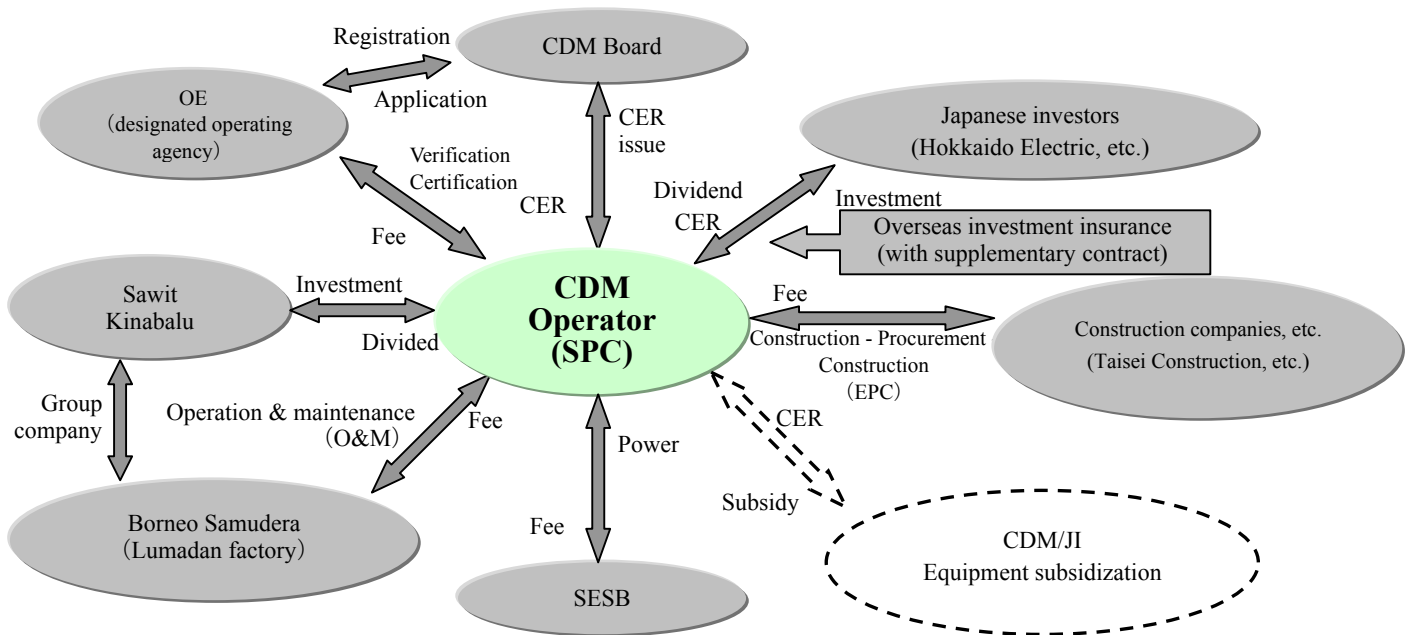 Registration
CDM Board
OE
（designated operating
agency）
Application
CER
issue
Japanese investors
(Hokkaido Electric, etc.)
Verification
Certification
CER
Fee
Dividend
CER
Investment
Overseas investment insurance
(with supplementary contract)
Sawit
Kinabalu
Investment
Divided
CDM
Operator
(SPC)
Fee
Construction - Procurement
Construction
（EPC）
Construction companies, etc.
(Taisei Construction, etc.)
Group
company
Operation & maintenance
（O&M）
Fee
Power
Fee
CER
Subsidy
Borneo Samudera
（Lumadan factory）
SESB
CDM/JI
Equipment subsidization